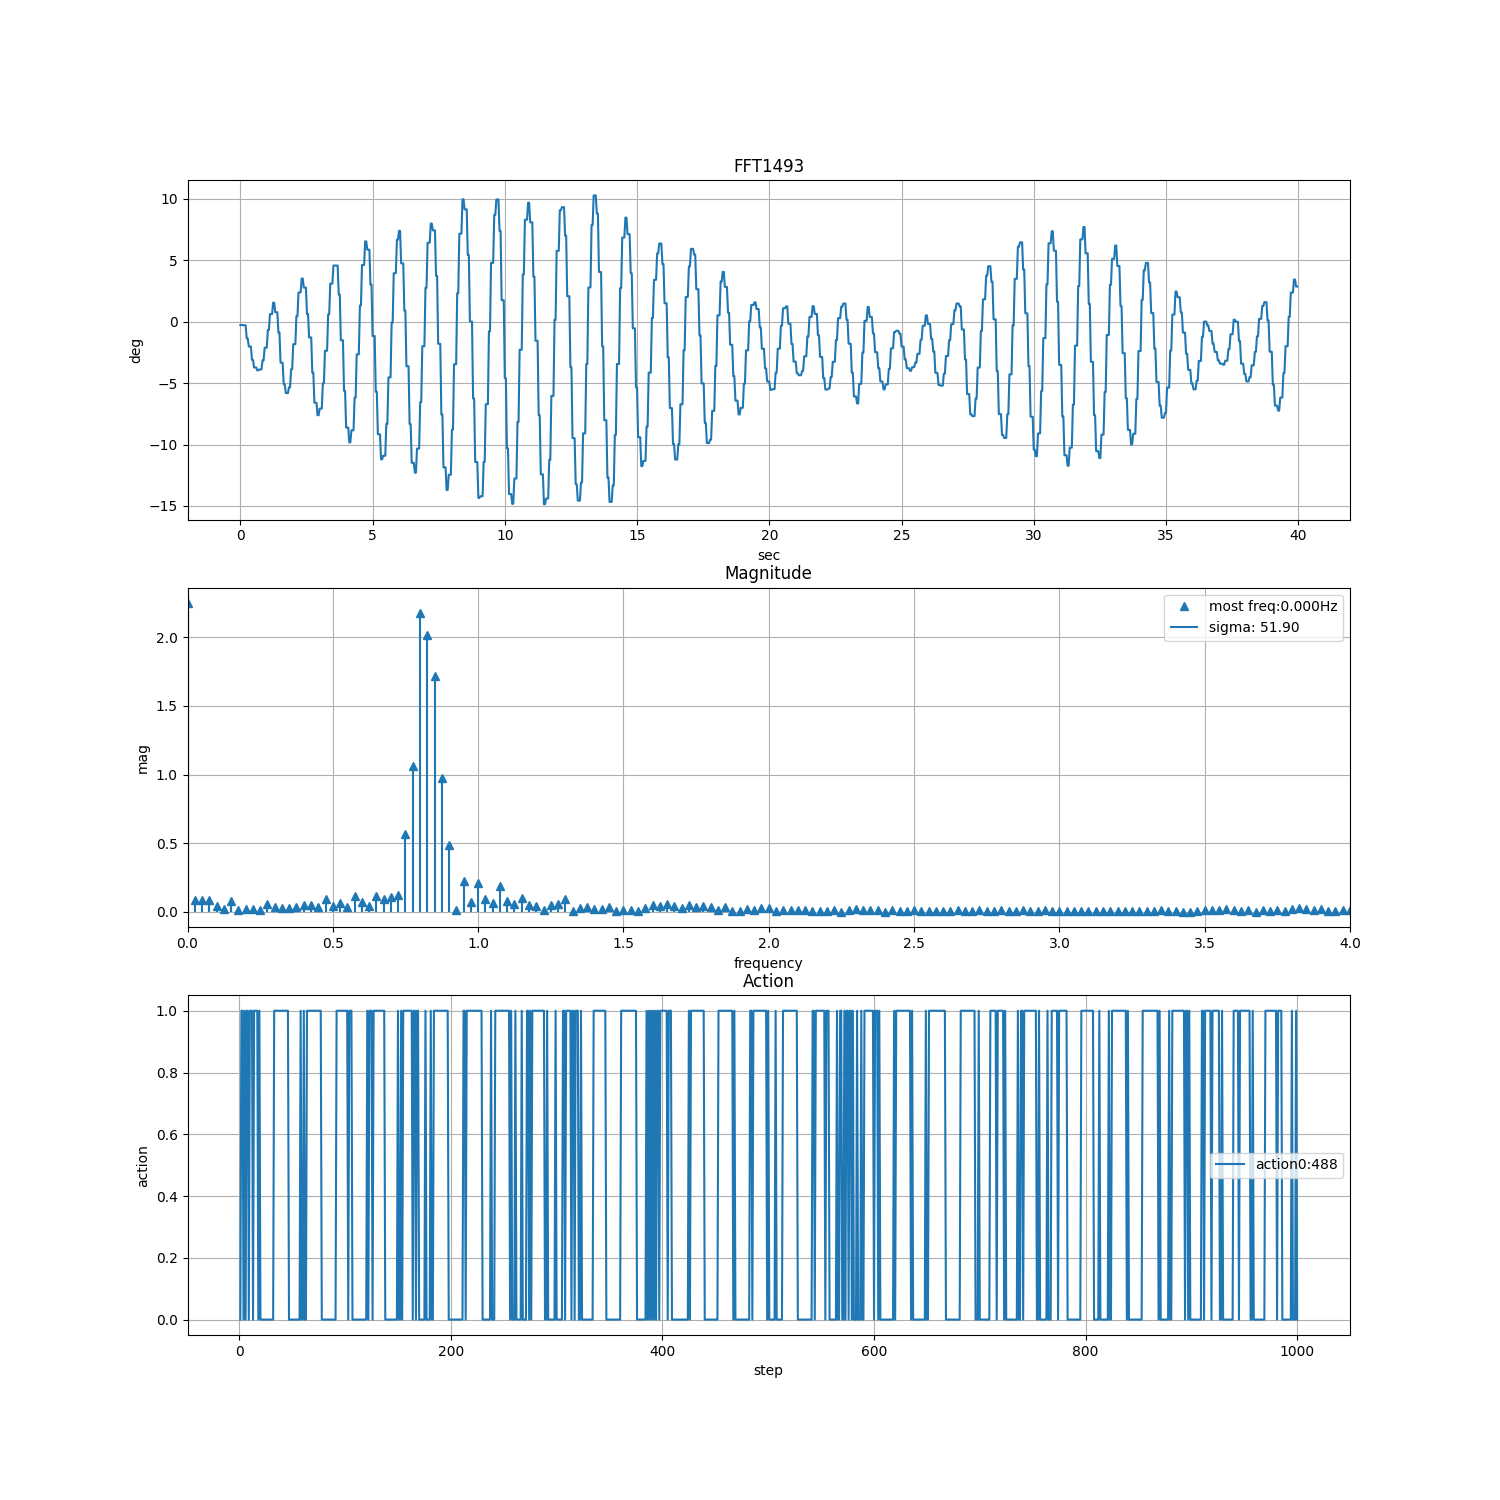 FFT1493
10
5
0
−5
−10
−15
deg
0 5 10 15 20 25 30 35 40
sec
Magnitude
most freq:0.000Hz
sigma: 51.90
2.0
1.5
1.0
0.5
0.0
mag
0.0 0.5 1.0 1.5 2.0 2.5 3.0 3.5 4.0
frequency
Action
1.0
0.8
0.6
0.4
0.2
0.0
action
action0:488
0 200 400 600 800 1000
step